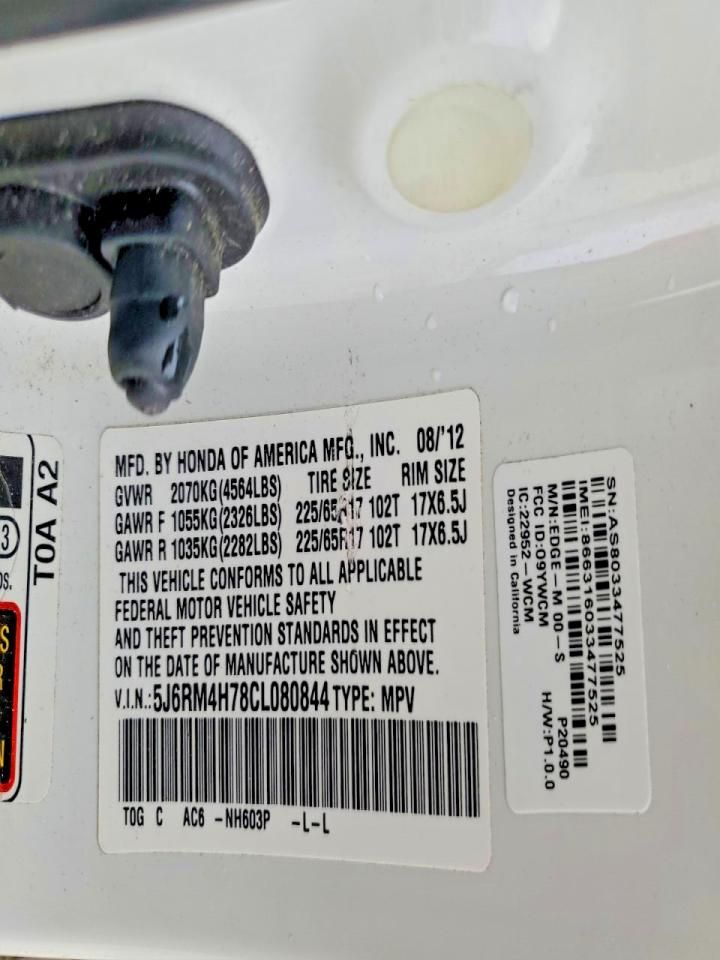 MFD. BY HONDA OF AMERICA MFG., INC. 08/'12
GVWR 2070KG(4564LBS) TIRE SIZE RIM SIZE
GAWR F 1055KG(2326LBS) 225/65R17 102T 17X6.5J
GAWR R 1035KG(2282LBS) 225/65R17 102T 17X6.5J
THIS VEHICLE CONFORMS TO ALL APPLICABLE
FEDERAL MOTOR VEHICLE SAFETY
AND THEFT PREVENTION STANDARDS IN EFFECT
ON THE DATE OF MANUFACTURE SHOWN ABOVE.
V.I.N.:5J6RM4H78CL080844 TYPE: MPV
T0G C AC6 -NH603P -L-L
T0A A2
3
SN:AS80334477525
IMEI:866316033477525
M/N:EDGE-M 00-S P20490
FCC ID:O9YWCM H/W:P1.0.0
IC:22952-WCM
Designed in California